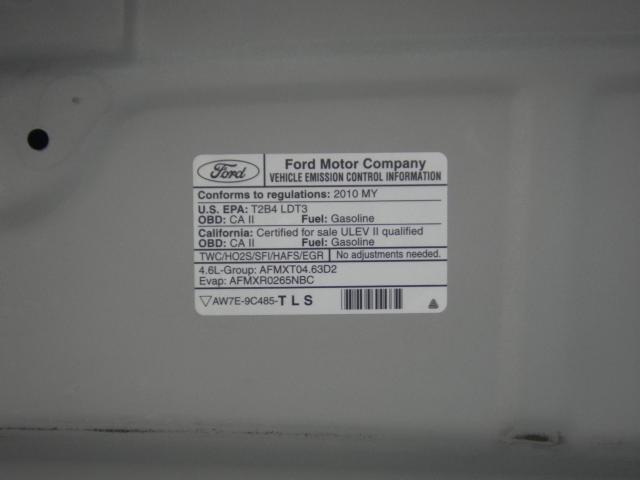 Ford
Ford Motor Company
VEHICLE EMISSION CONTROL INFORMATION
Conforms to regulations: 2010 MY
U.S. EPA: T2B4 LDT3
OBD: CA II Fuel: Gasoline
California: Certified for sale ULEV II qualified
OBD: CA II Fuel: Gasoline
TWC/HO2S/SFI/HAFS/EGR No adjustments needed.
4.6L-Group: AFMXT04.63D2
Evap: AFMXR0265NBC
AW7E-9C485-TLS